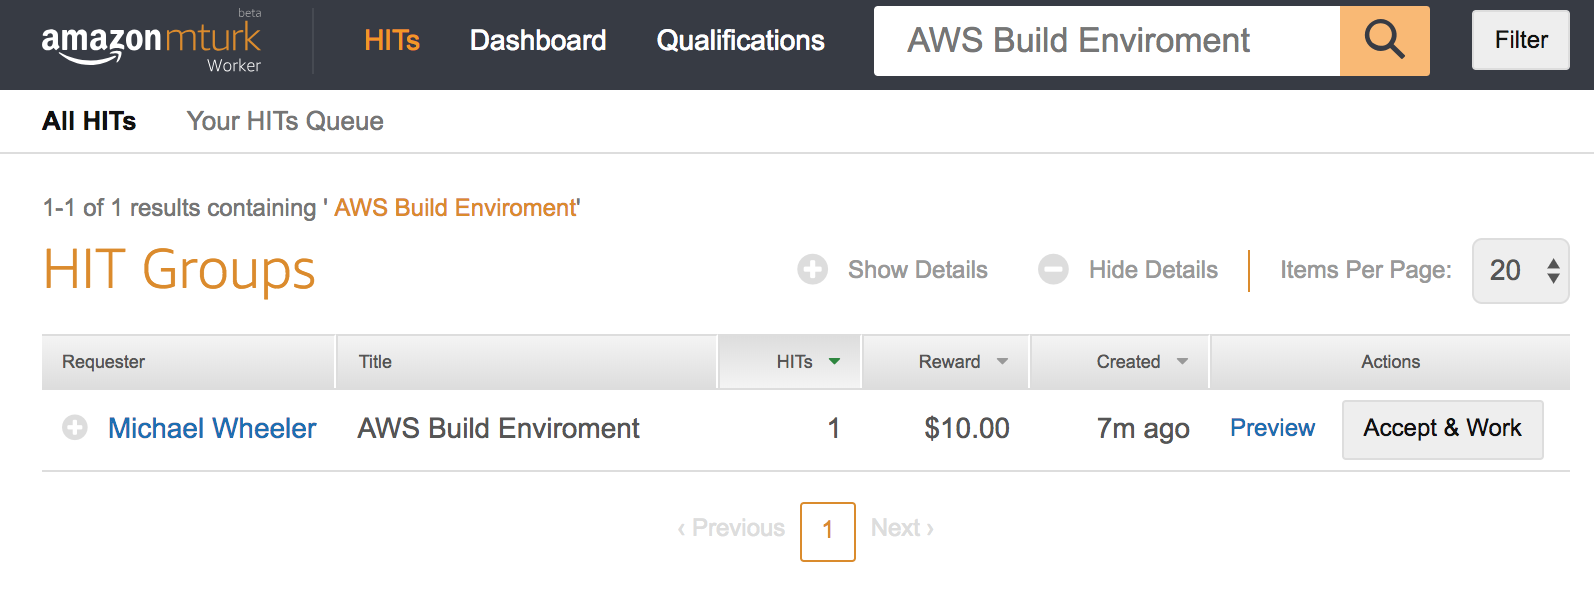 beta
amazonmturk
Worker
HITs Dashboard Qualifications AWS Build Enviroment Filter
All HITs Your HITs Queue
1-1 of 1 results containing ' AWS Build Enviroment'
HIT Groups Show Details Hide Details Items Per Page: 20
Requester Title HITs Reward Created Actions
Michael Wheeler AWS Build Enviroment 1 $10.00 7m ago Preview Accept & Work
‹ Previous 1 Next ›